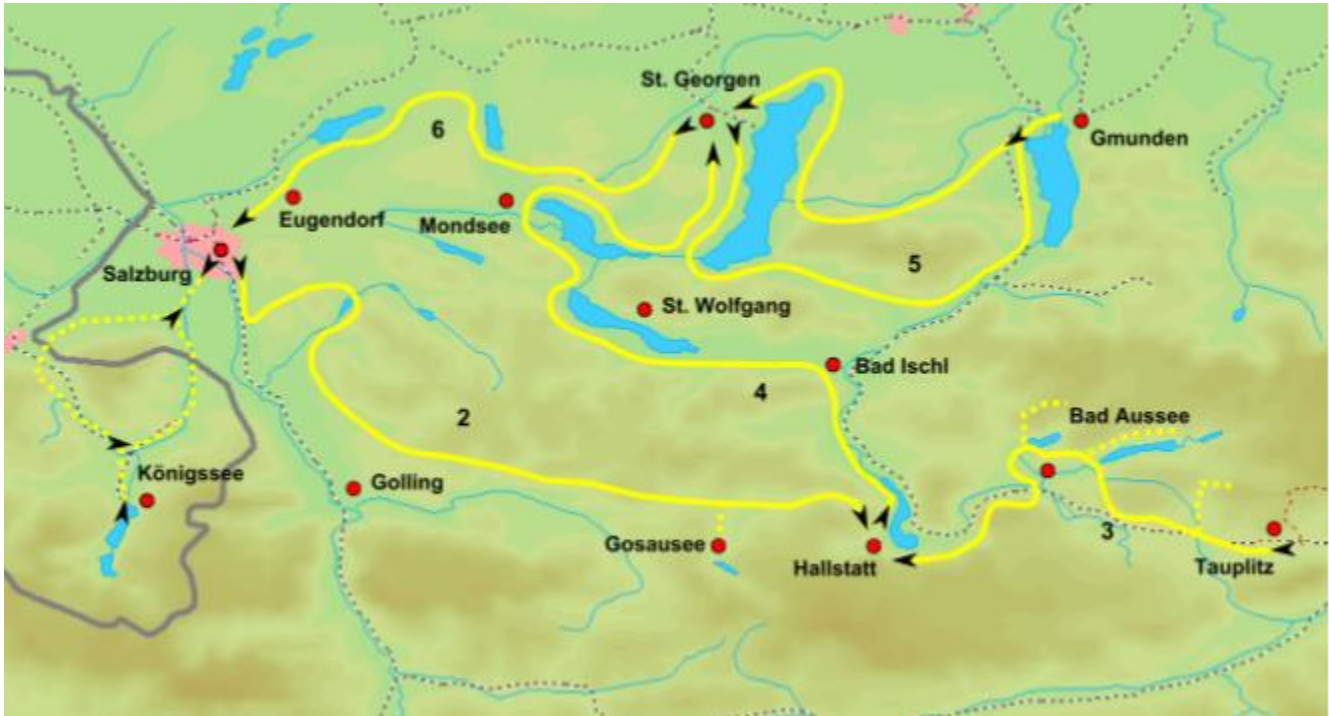 St. Georgen
6
Gmunden
Eugendorf
Mondsee
Salzburg
5
St. Wolfgang
Bad Ischl
4
2
Bad Aussee
Königssee
Golling
3
Gosausee
Hallstatt
Tauplitz